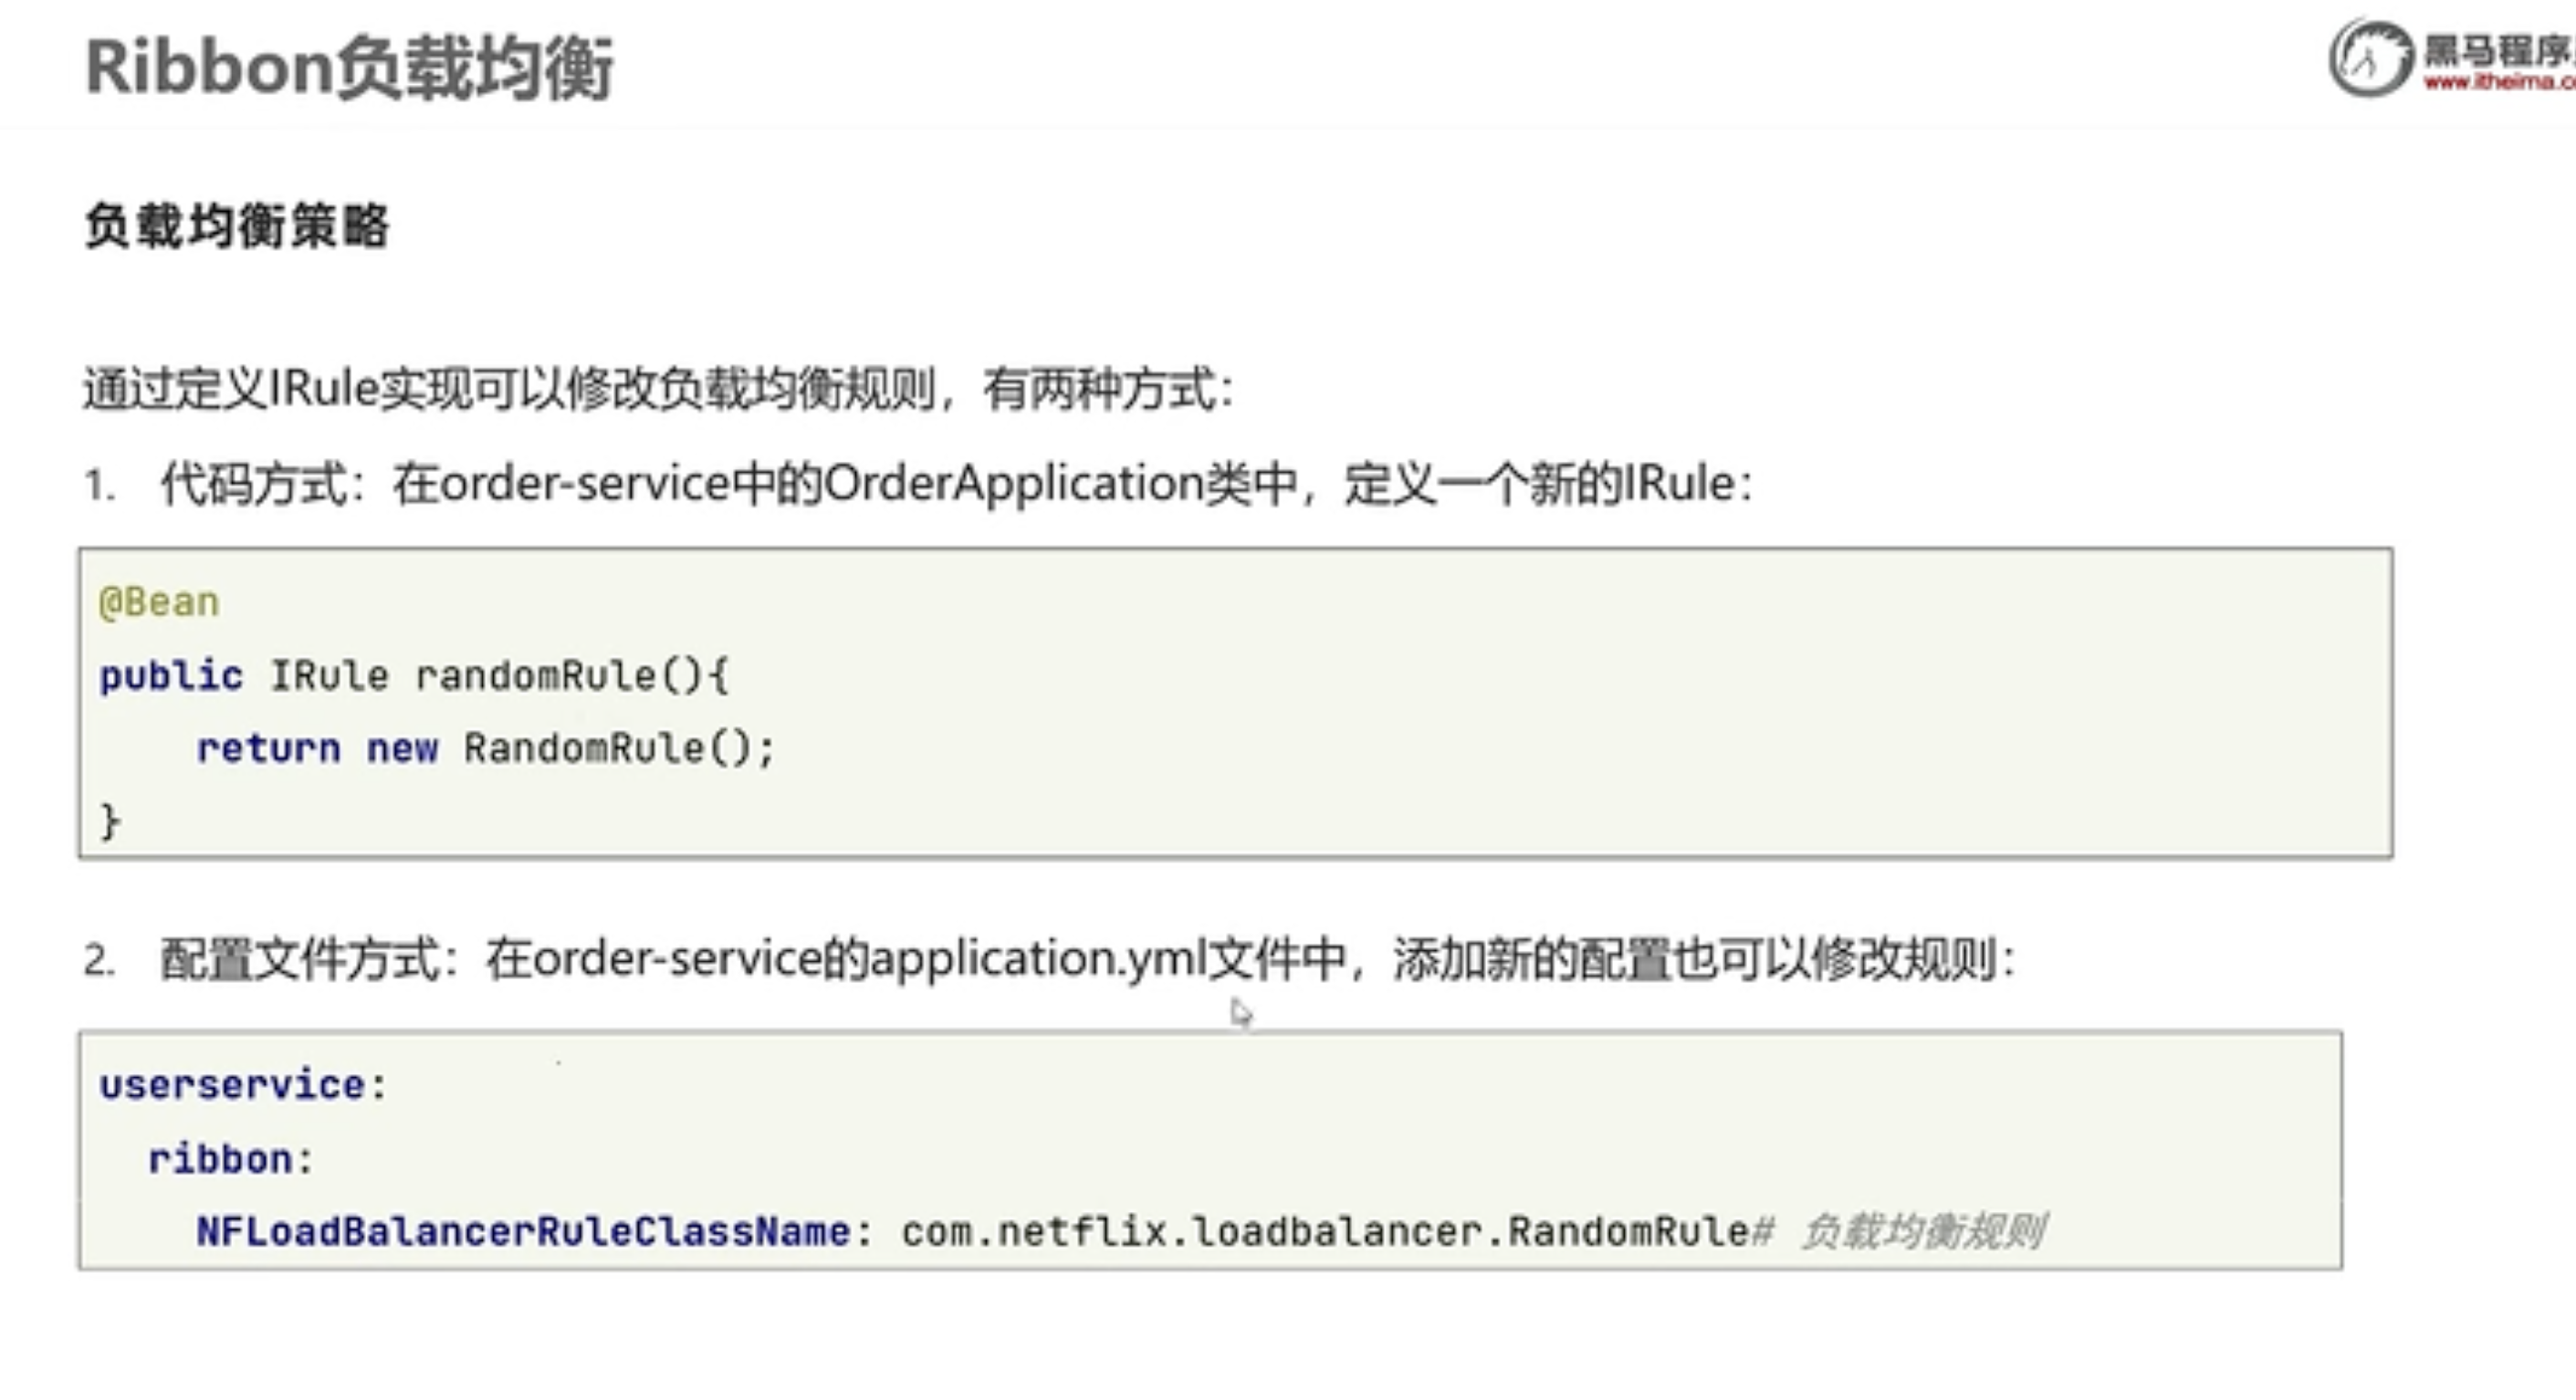 Ribbon负载均衡
黑马程序
www.itheima.c
负载均衡策略
通过定义IRule实现可以修改负载均衡规则，有两种方式：
1. 代码方式：在order-service中的OrderApplication类中，定义一个新的IRule：
@Bean
public IRule randomRule(){
    return new RandomRule();
}
2. 配置文件方式：在order-service的application.yml文件中，添加新的配置也可以修改规则：
userservice:
  ribbon:
    NFLoadBalancerRuleClassName: com.netflix.loadbalancer.RandomRule# 负载均衡规则